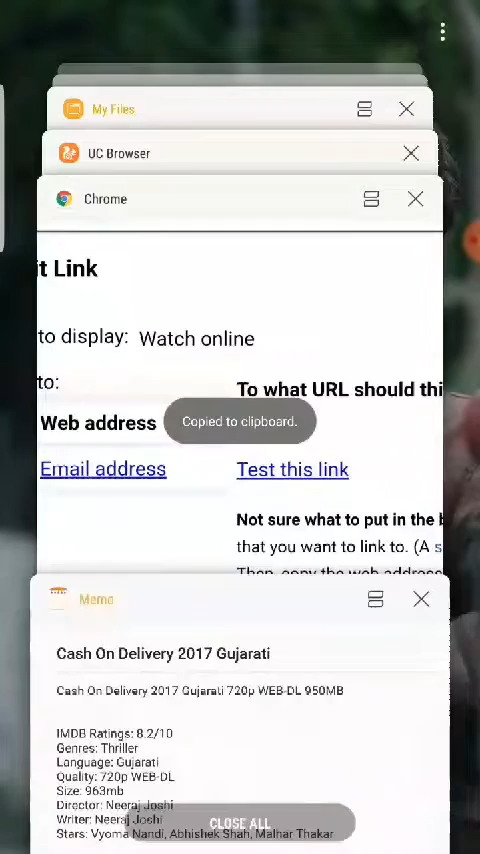 My Files
UC Browser
Chrome
it Link
to display: Watch online
to:
To what URL should thi
Web address
Copied to clipboard.
Email address
Test this link
Not sure what to put in the b
that you want to link to. (A s
Then, copy the web address
Memo
Cash On Delivery 2017 Gujarati
Cash On Delivery 2017 Gujarati 720p WEB-DL 950MB
IMDB Ratings: 8.2/10
Genres: Thriller
Language: Gujarati
Quality: 720p WEB-DL
Size: 963mb
Director: Neeraj Joshi
Writer: Neeraj Joshi
CLOSE ALL
Stars: Vyoma Nandi, Abhishek Shah, Malhar Thakar